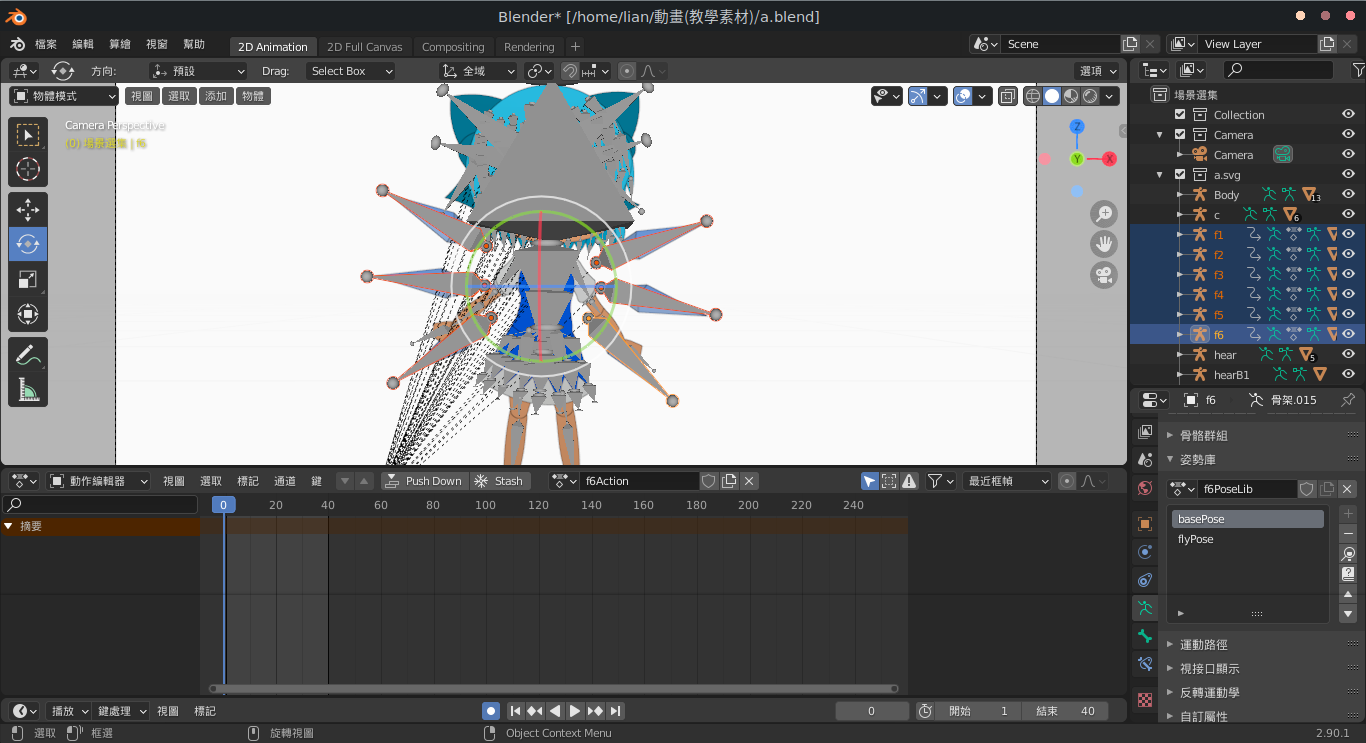 Blender* [/home/lian/動畫(教學素材)/a.blend]
檔案 編輯 算繪 視窗 幫助 2D Animation 2D Full Canvas Compositing Rendering + Scene View Layer
方向: 預設 Drag: Select Box 全域 選項
物體模式 視圖 選取 添加 物體
Camera Perspective
(0) 場景選集 | f6
Z
Y
X
場景選集
Collection
Camera
Camera
a.svg
Body 13
c 6
f1
f2
f3
f4
f5
f6
hear 5
hearB1
f6 骨架.015
骨骼群組
姿勢庫
f6PoseLib
basePose
flyPose
運動路徑
視接口顯示
反轉運動學
自訂屬性
動作編輯器 視圖 選取 標記 通道 鍵 Push Down Stash f6Action 最近框幀
0 20 40 60 80 100 120 140 160 180 200 220 240
摘要
播放 鍵處理 視圖 標記 0 開始 1 結束 40
選取 框選 旋轉視圖 Object Context Menu 2.90.1